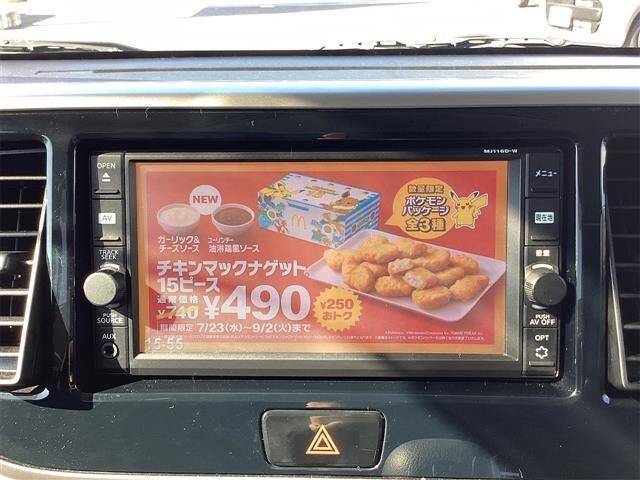 MJ116D-W
OPEN
AV
TRACK
SEEK
PUSH
SOURCE
AUX
メニュー
現在地
音量
PUSH
AV OFF
OPT
NEW
ガーリック&
チーズソース
ユーリンチー
油淋鶏風ソース
数量限定
ポケモン
パッケージ
全3種
チキンマックナゲット
15ピース
通常価格
¥740
¥490
¥250
おトク
期間限定 7/23(水)〜9/2(火)まで
15:55